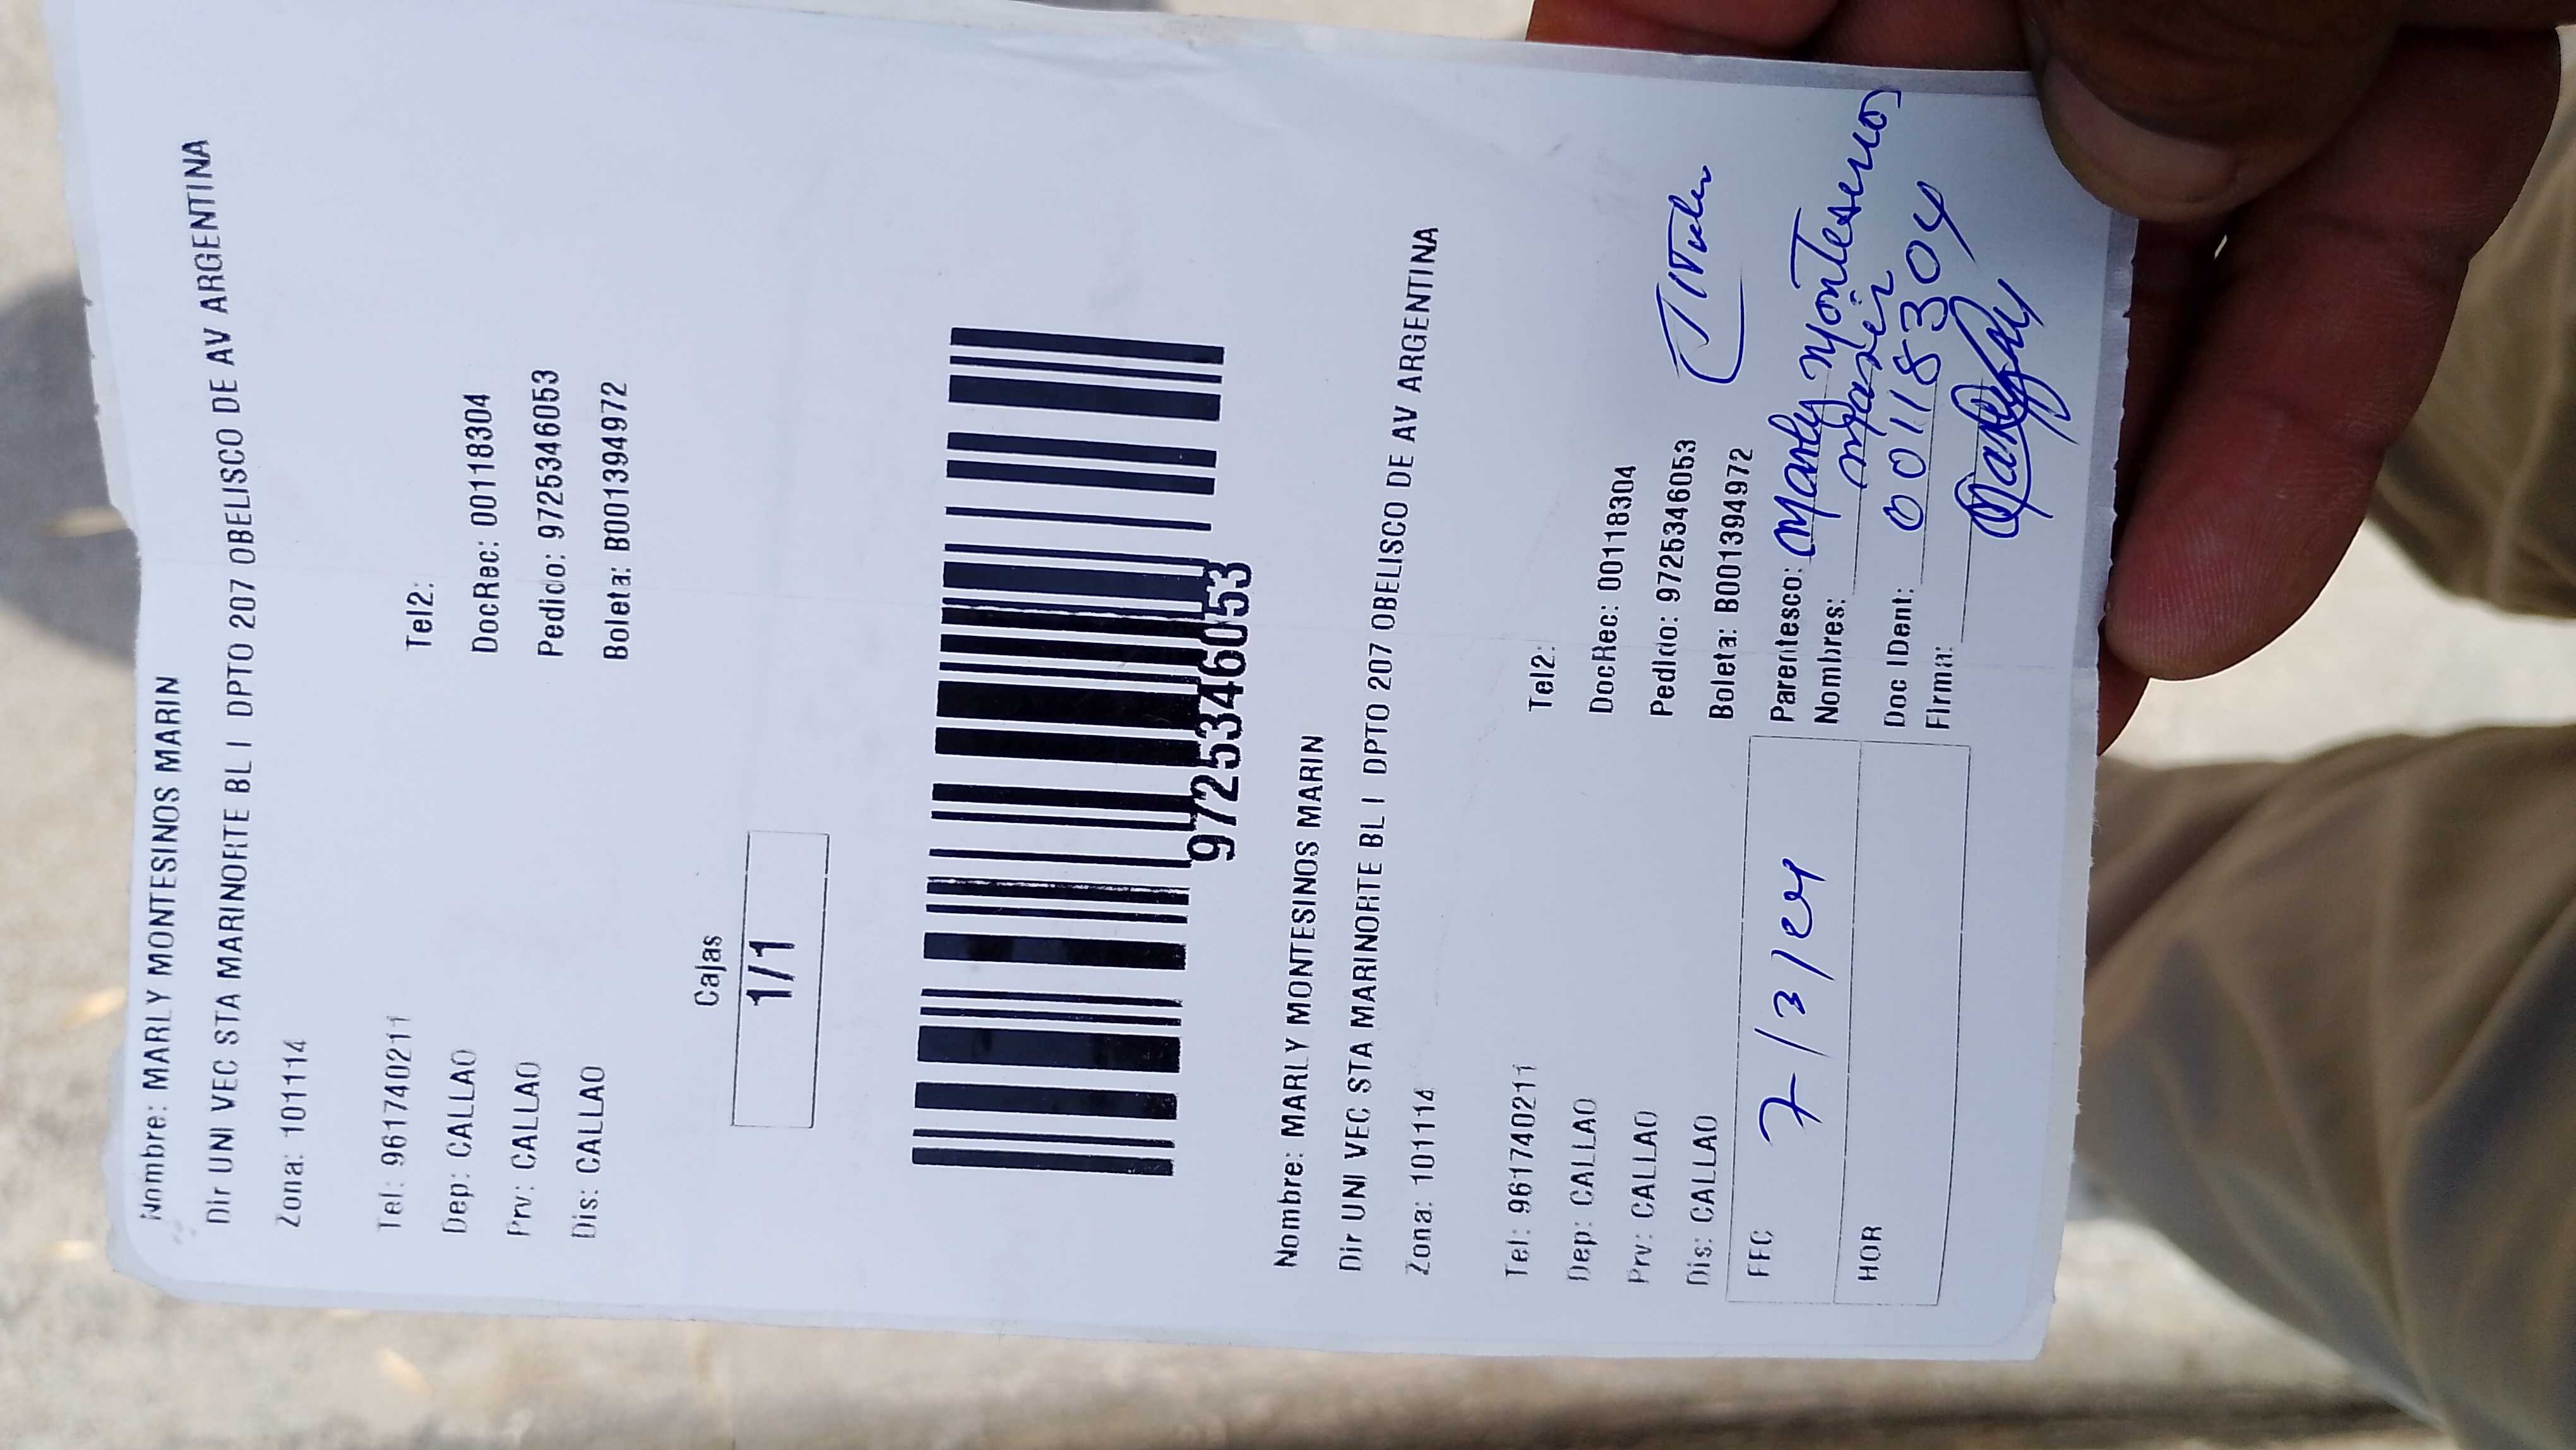 Nombre: MARLY MONTESINOS MARIN
Dir UNI VEC STA MARINORTE BL I DPTO 207 OBELISCO DE AV ARGENTINA
Zona: 101114
Tel: 961740211 Tel2:
Dep: CALLAO DocRec: 00118304
Prv: CALLAO Pedido: 9725346053
Dis: CALLAO Boleta: B001394972
Cajas
1/1
9725346053
Nombre: MARLY MONTESINOS MARIN
Dir UNI VEC STA MARINORTE BL I DPTO 207 OBELISCO DE AV ARGENTINA
Zona: 101114
Tel: 961740211 Tel2:
Dep: CALLAO DocRec: 00118304
Prv: CALLAO Pedido: 9725346053
Dis: CALLAO Boleta: B001394972
Titular
FEC 7/3/24 Parentesco: Marly Montesinos
Nombres: Marin
HOR Doc IDent: 00118304
Firma: